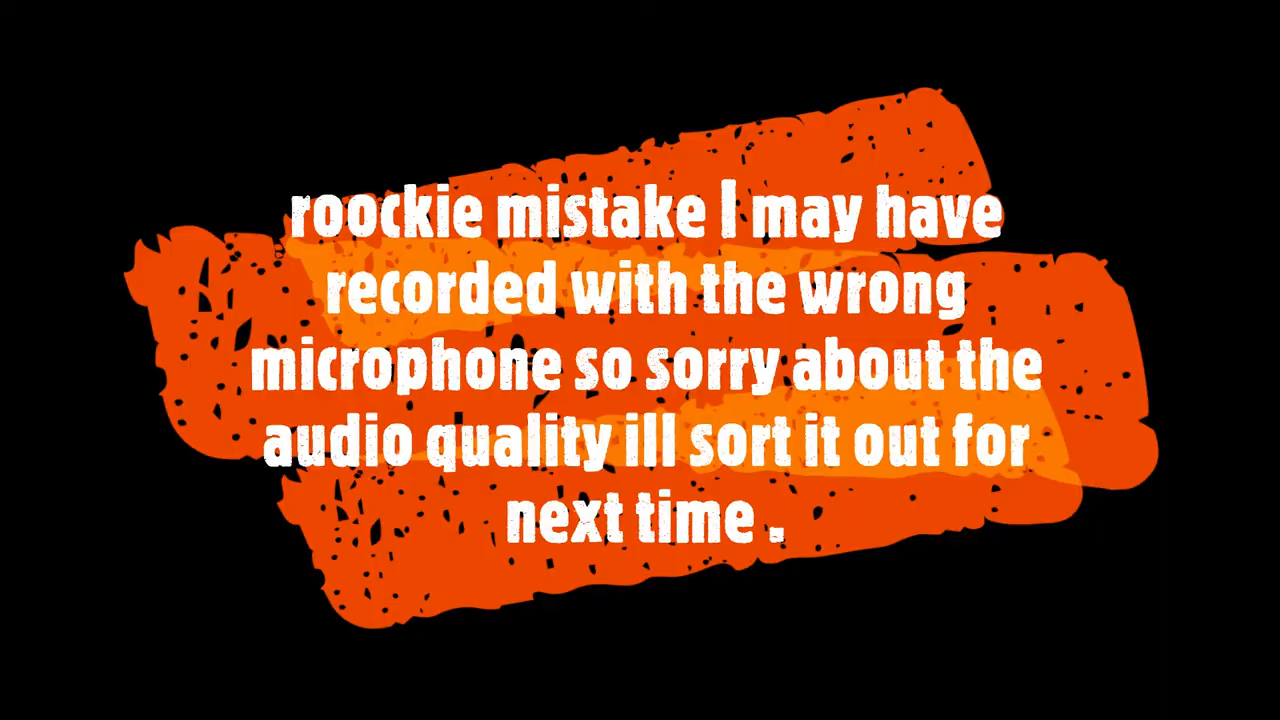 roockie mistake I may have
recorded with the wrong
microphone so sorry about the
audio quality ill sort it out for
next time .